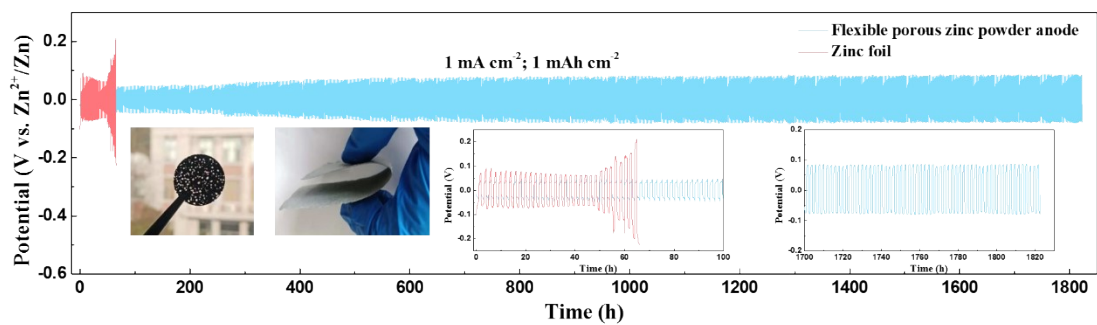 Potential (V vs. Zn²⁺/Zn)
0.2
0.0
-0.2
-0.4
-0.6
Flexible porous zinc powder anode
Zinc foil
1 mA cm⁻²; 1 mAh cm⁻²
Potential (V)
0.2
0.1
0.0
-0.1
-0.2
0 20 40 60 80 100
Time (h)
Potential (V)
0.2
0.1
0.0
-0.1
-0.2
1700 1720 1740 1760 1780 1800 1820
Time (h)
0 200 400 600 800 1000 1200 1400 1600 1800
Time (h)